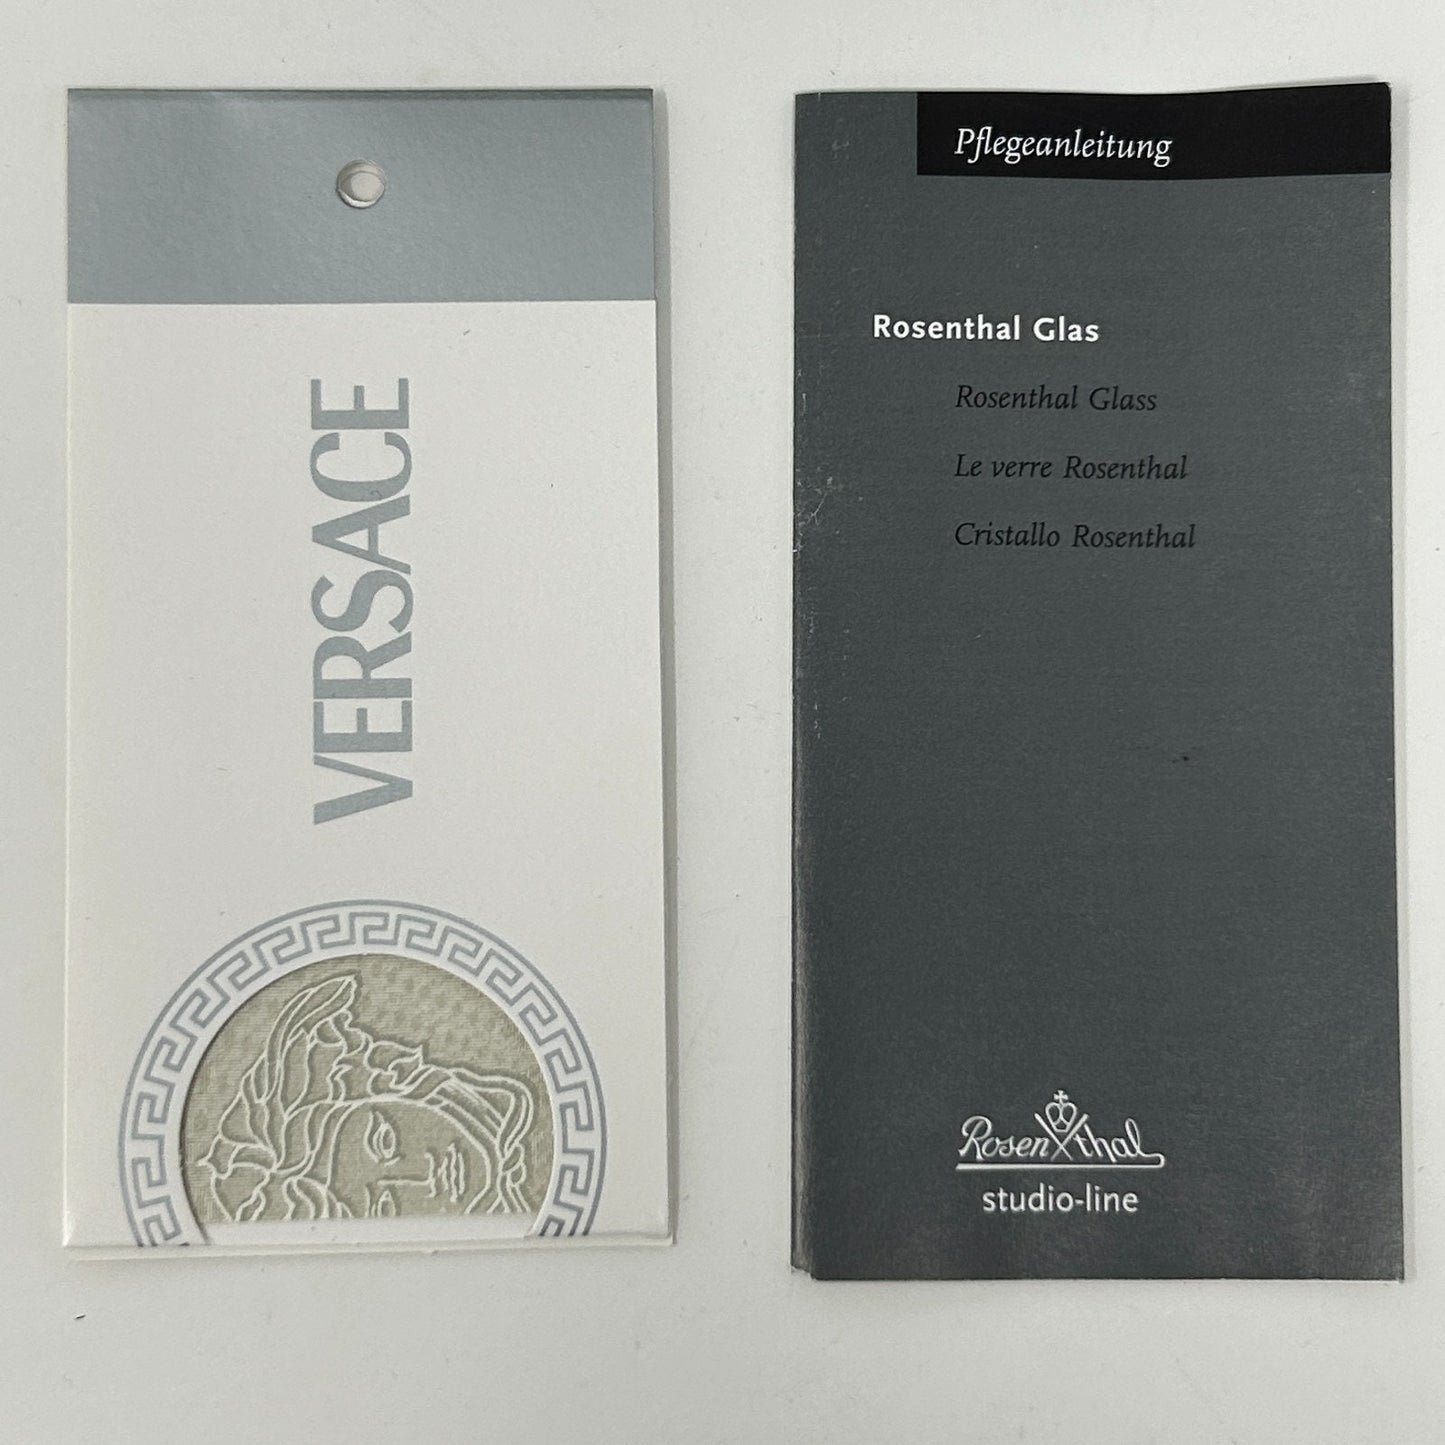 VERSACE
Pflegeanleitung
Rosenthal Glas
Rosenthal Glass
Le verre Rosenthal
Cristallo Rosenthal
Rosenthal
studio-line